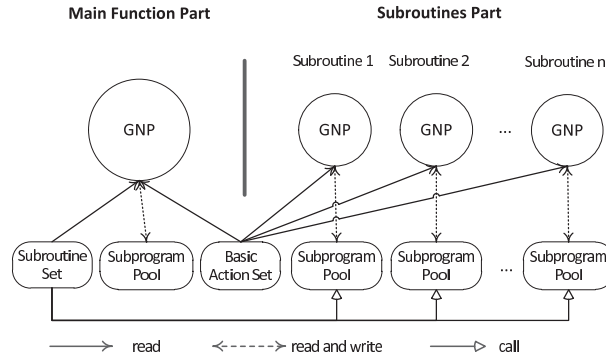 Main Function Part
Subroutines Part
Subroutine 1
Subroutine 2
Subroutine n
GNP
GNP
GNP
...
GNP
Subroutine
Set
Subprogram
Pool
Basic
Action Set
Subprogram
Pool
Subprogram
Pool
...
Subprogram
Pool
read
read and write
call